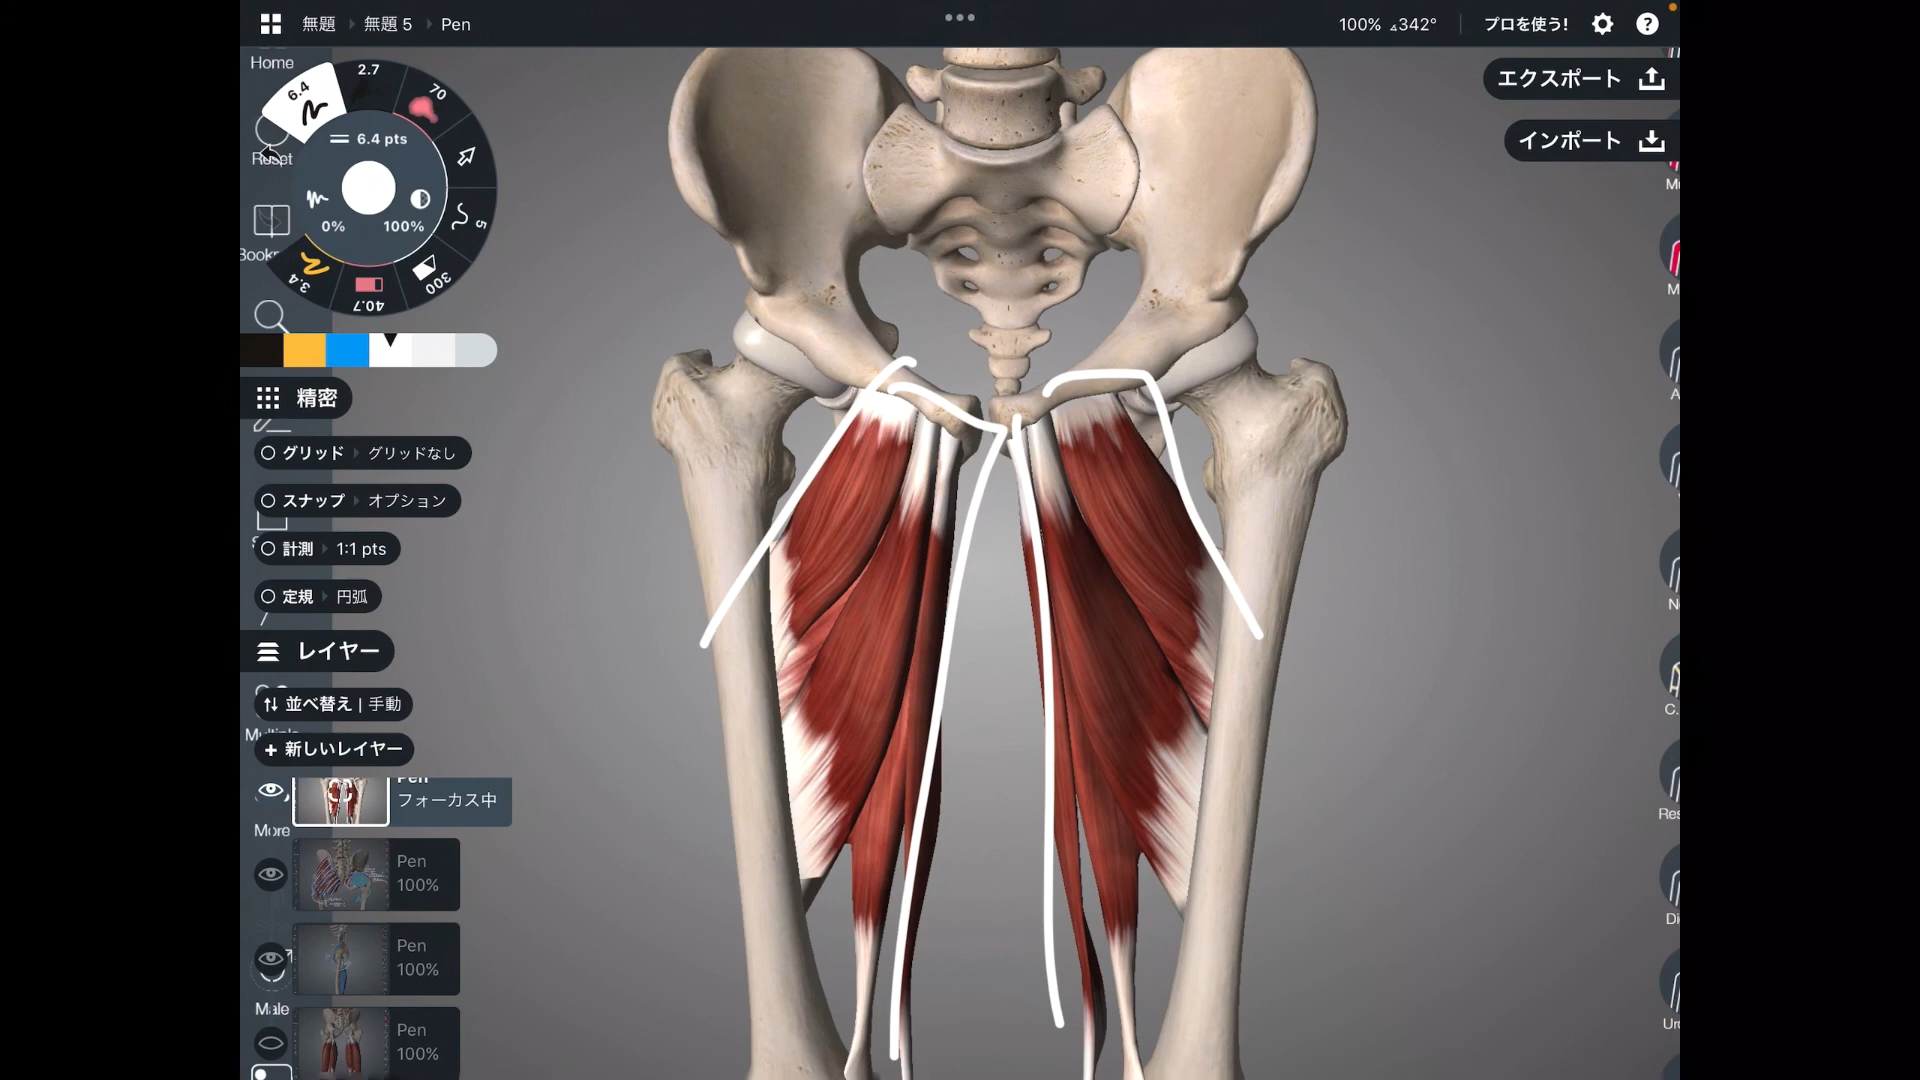 無題 無題 5 Pen
100% 342° プロを使う!
エクスポート
インポート
Home
Reset
More
Male
2.7
6.4
70
5
300
40.7
3.4
6.4 pts
0% 100%
精密
グリッド グリッドなし
スナップ オプション
計測 1:1 pts
定規 円弧
レイヤー
並べ替え | 手動
+ 新しいレイヤー
Pen
フォーカス中
Pen
100%
Pen
100%
Pen
100%